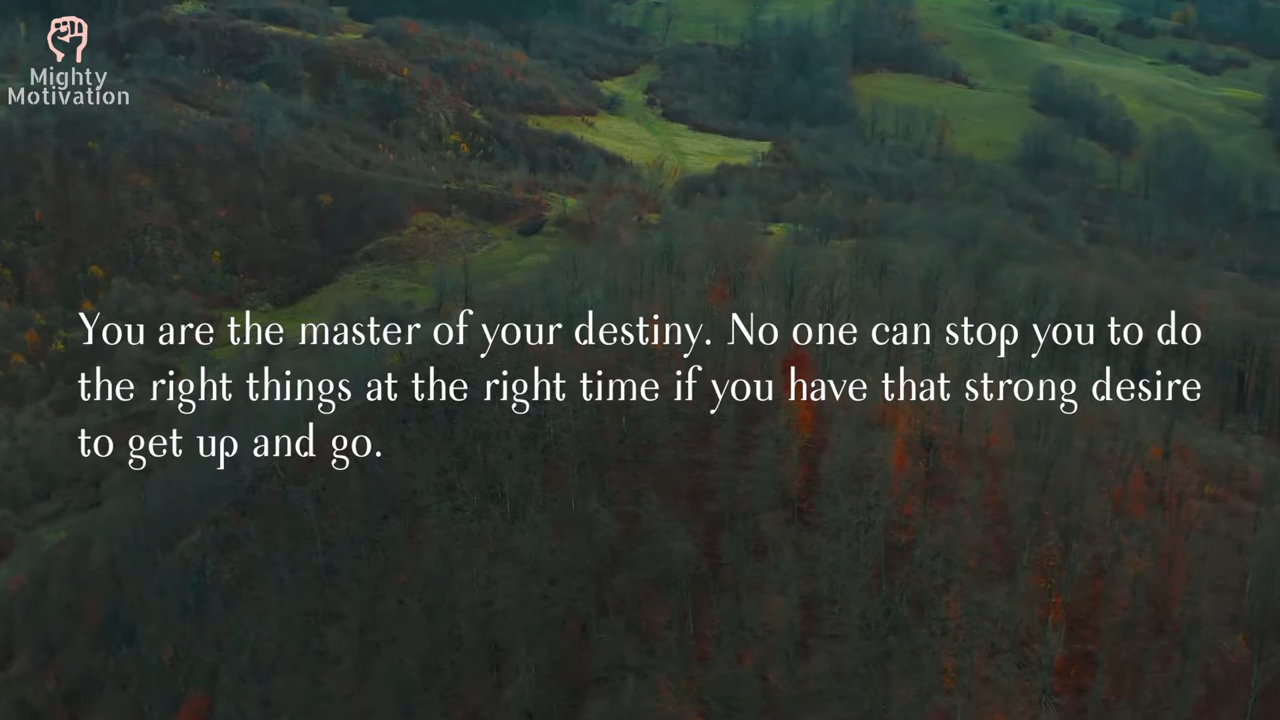 Mighty
Motivation
You are the master of your destiny. No one can stop you to do
the right things at the right time if you have that strong desire
to get up and go.